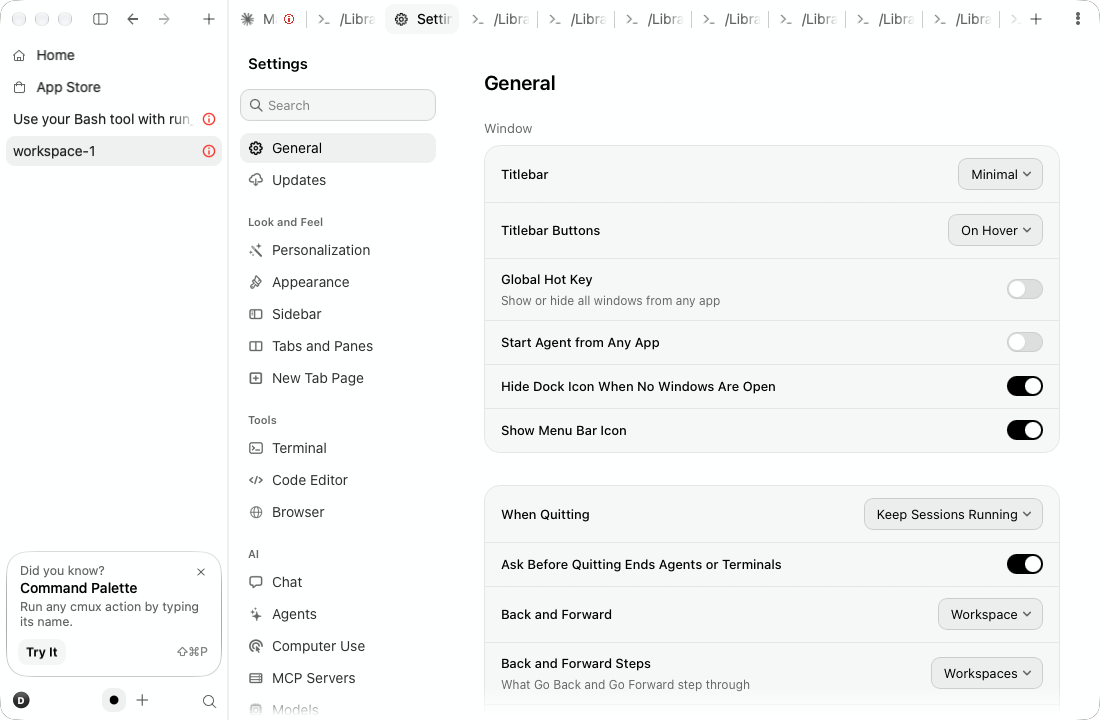 Home
App Store
Use your Bash tool with run
workspace-1
Did you know?
Command Palette
Run any cmux action by typing
its name.
Try It
⇧⌘P
D
/Libra
Settin
/Libra
/Libra
/Libra
/Libra
/Libra
/Libra
/Libra
Settings
Search
General
Updates
Look and Feel
Personalization
Appearance
Sidebar
Tabs and Panes
New Tab Page
Tools
Terminal
Code Editor
Browser
AI
Chat
Agents
Computer Use
MCP Servers
Models
General
Window
Titlebar
Minimal
Titlebar Buttons
On Hover
Global Hot Key
Show or hide all windows from any app
Start Agent from Any App
Hide Dock Icon When No Windows Are Open
Show Menu Bar Icon
When Quitting
Keep Sessions Running
Ask Before Quitting Ends Agents or Terminals
Back and Forward
Workspace
Back and Forward Steps
Workspaces
What Go Back and Go Forward step through